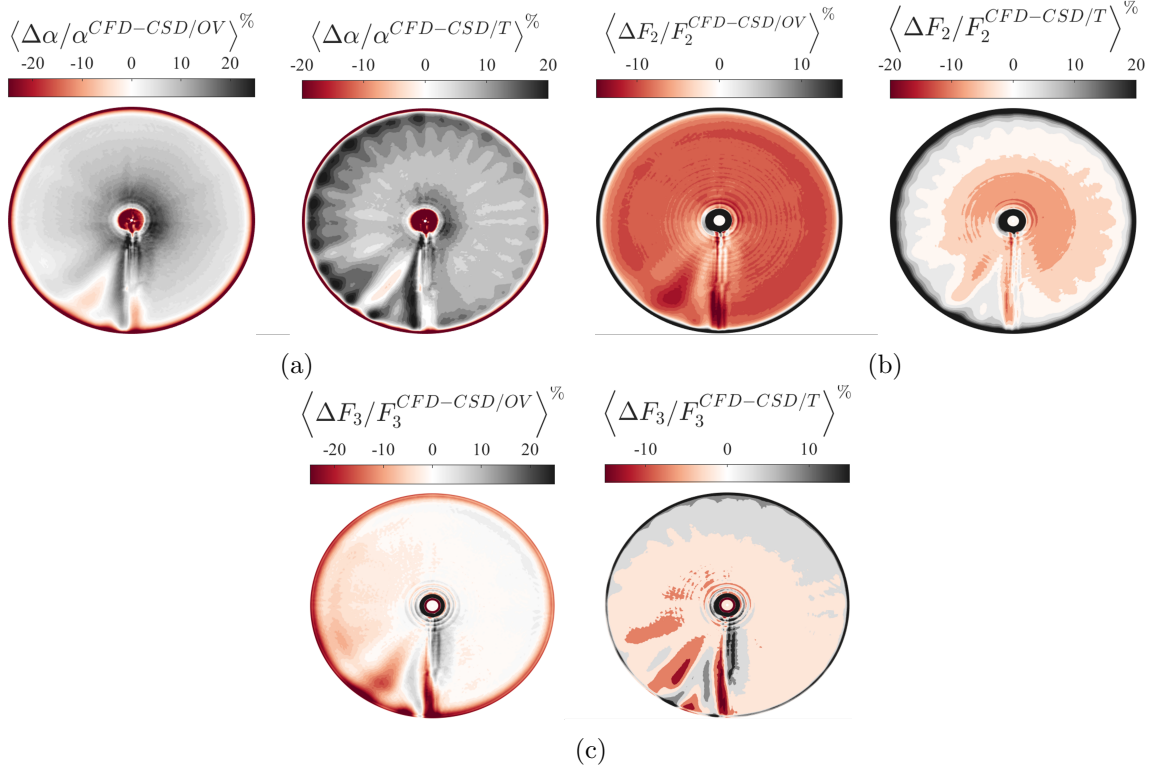 ⟨Δα/α^{CFD−CSD/OV}⟩^%
⟨Δα/α^{CFD−CSD/T}⟩^%
⟨ΔF_2/F_2^{CFD−CSD/OV}⟩^%
⟨ΔF_2/F_2^{CFD−CSD/T}⟩^%
-20 -10 0 10 20
-20 -10 0 10 20
-10 0 10
-20 -10 0 10 20
(a)
(b)
⟨ΔF_3/F_3^{CFD−CSD/OV}⟩^%
⟨ΔF_3/F_3^{CFD−CSD/T}⟩^%
-20 -10 0 10 20
-10 0 10
(c)